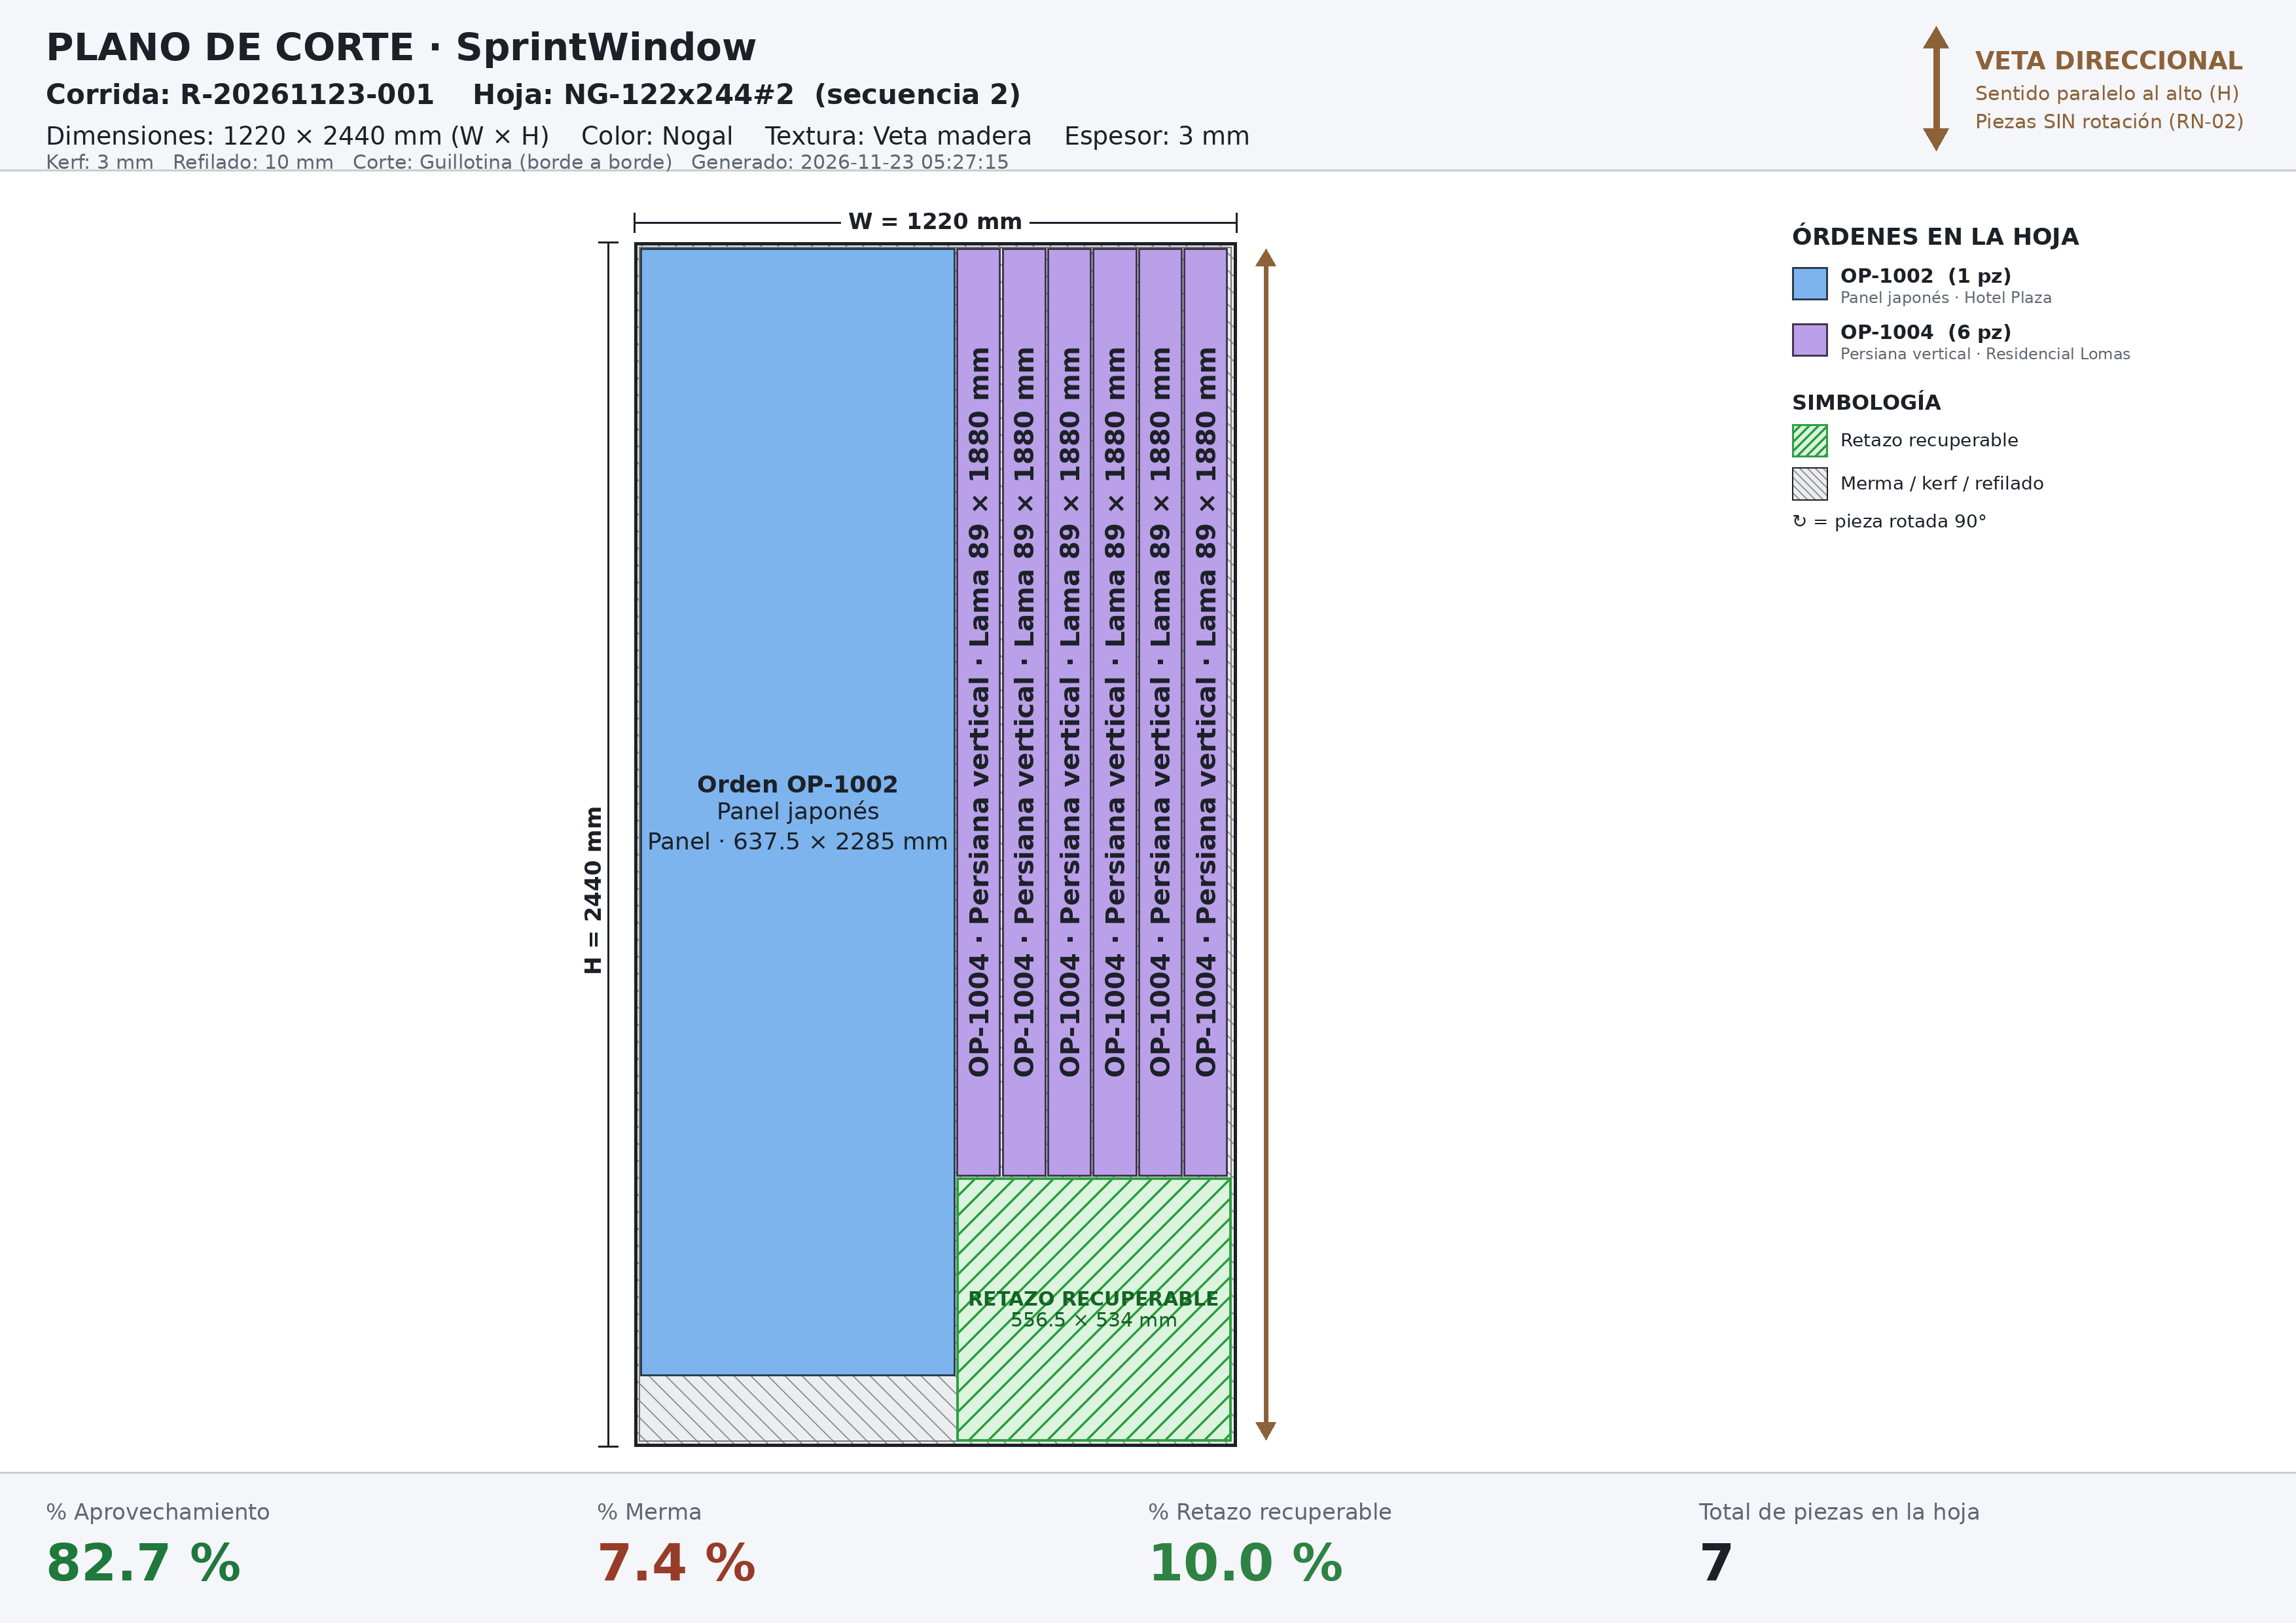 PLANO DE CORTE · SprintWindow
Corrida: R-20261123-001    Hoja: NG-122x244#2  (secuencia 2)
Dimensiones: 1220 × 2440 mm (W × H)    Color: Nogal    Textura: Veta madera    Espesor: 3 mm
Kerf: 3 mm   Refilado: 10 mm   Corte: Guillotina (borde a borde)   Generado: 2026-11-23 05:27:15
VETA DIRECCIONAL
Sentido paralelo al alto (H)
Piezas SIN rotación (RN-02)
W = 1220 mm
H = 2440 mm
Orden OP-1002
Panel japonés
Panel · 637.5 × 2285 mm
OP-1004 · Persiana vertical · Lama 89 × 1880 mm
OP-1004 · Persiana vertical · Lama 89 × 1880 mm
OP-1004 · Persiana vertical · Lama 89 × 1880 mm
OP-1004 · Persiana vertical · Lama 89 × 1880 mm
OP-1004 · Persiana vertical · Lama 89 × 1880 mm
OP-1004 · Persiana vertical · Lama 89 × 1880 mm
RETAZO RECUPERABLE
556.5 × 534 mm
ÓRDENES EN LA HOJA
OP-1002  (1 pz)
Panel japonés · Hotel Plaza
OP-1004  (6 pz)
Persiana vertical · Residencial Lomas
SIMBOLOGÍA
Retazo recuperable
Merma / kerf / refilado
↻ = pieza rotada 90°
% Aprovechamiento
82.7 %
% Merma
7.4 %
% Retazo recuperable
10.0 %
Total de piezas en la hoja
7